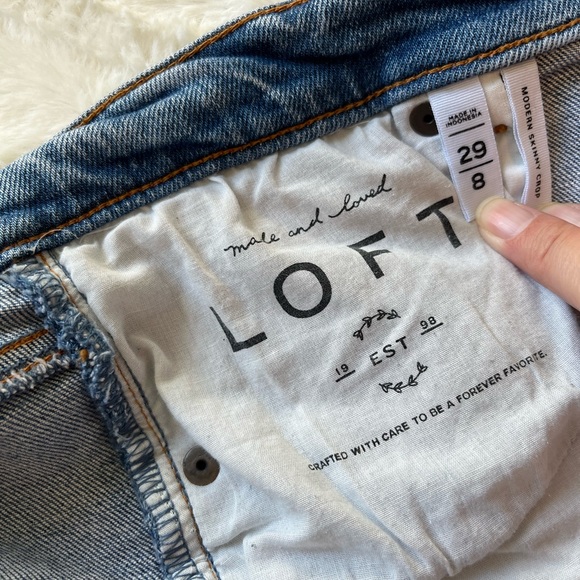 made and loved
LOFT
19 EST 98
CRAFTED WITH CARE TO BE A FOREVER FAVORITE.
MADE IN
INDONESIA
29
8
MODERN SKINNY CROP